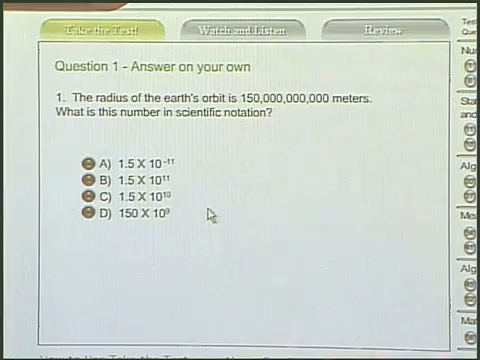 Take the Test!
Watch and Listen
Review
Question 1 - Answer on your own
1. The radius of the earth's orbit is 150,000,000,000 meters.
What is this number in scientific notation?
A) 1.5 X 10⁻¹¹
B) 1.5 X 10¹¹
C) 1.5 X 10¹⁰
D) 150 X 10⁹
Alg
Alg